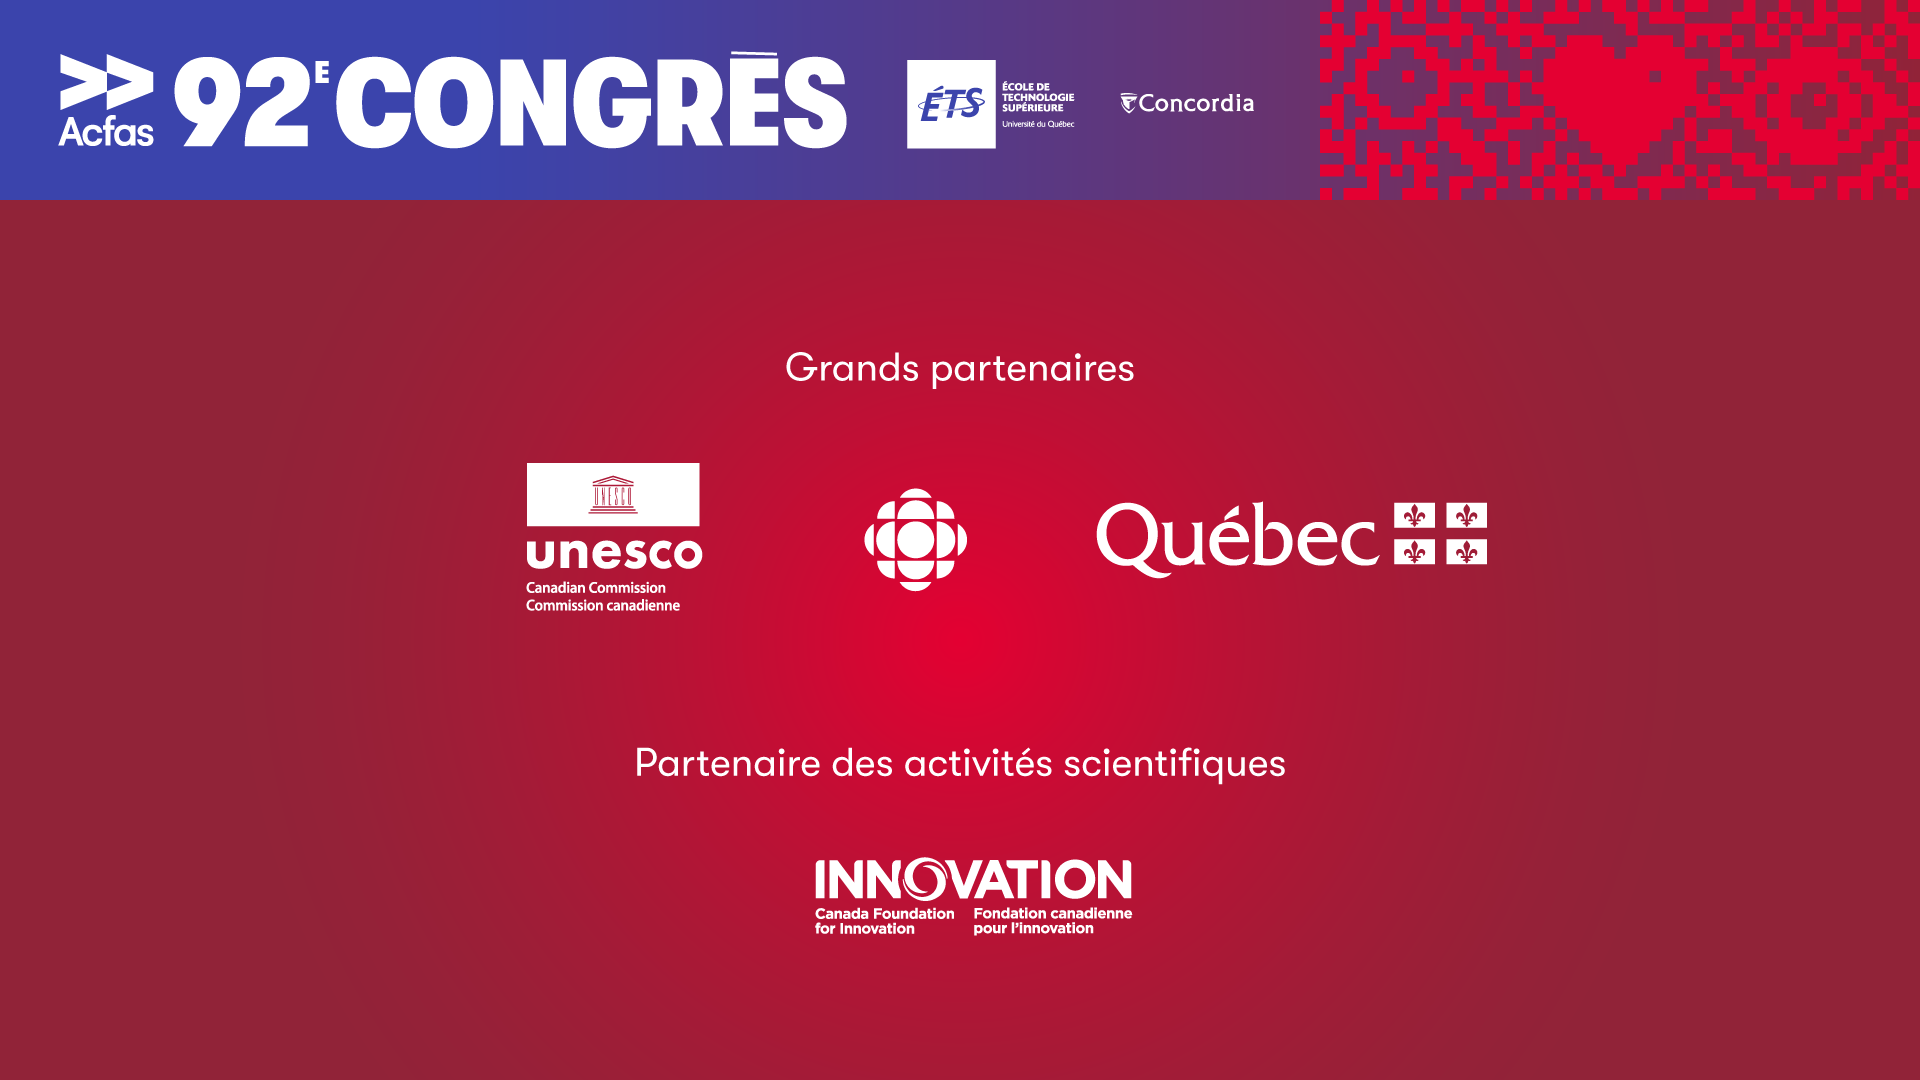 Acfas
92E CONGRÈS
ÉTS
ÉCOLE DE
TECHNOLOGIE
SUPÉRIEURE
Université du Québec
Concordia
Grands partenaires
UNESCO
unesco
Canadian Commission
Commission canadienne
Québec
Partenaire des activités scientifiques
INNOVATION
Canada Foundation
for Innovation
Fondation canadienne
pour l'innovation